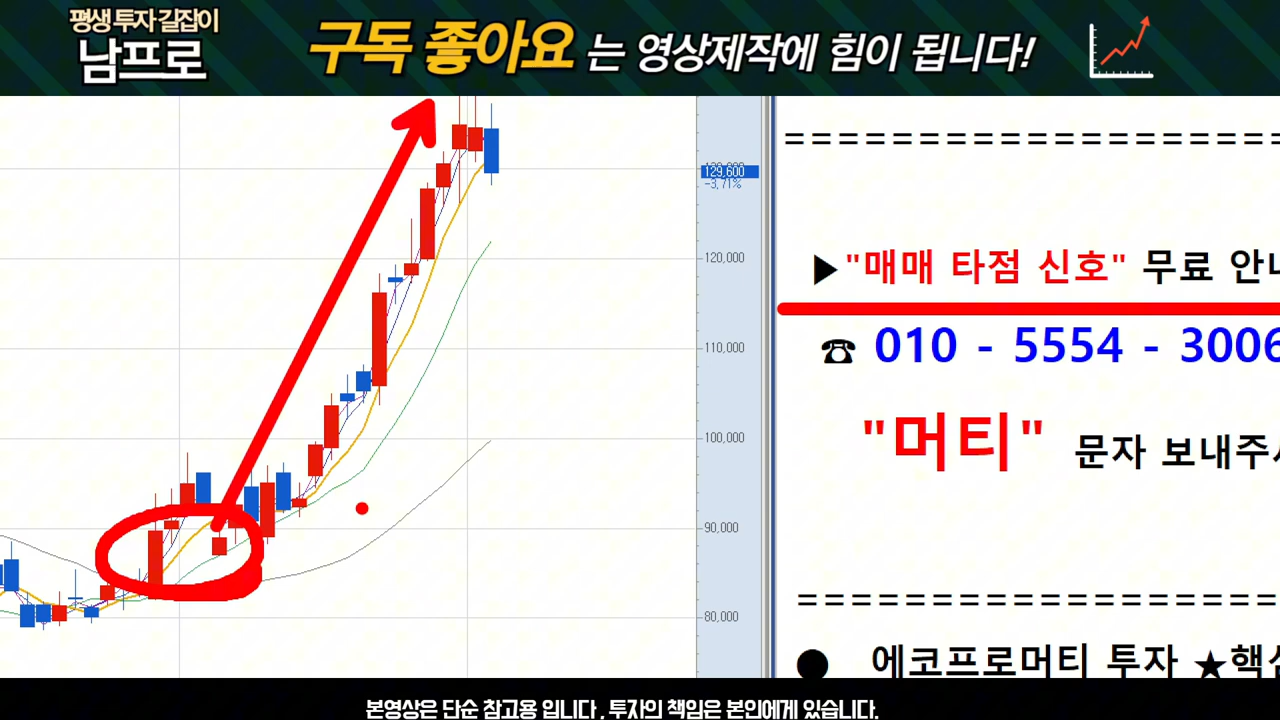 평생 투자 길잡이
남프로
구독 좋아요 는 영상제작에 힘이 됩니다!
===================
▶"매매 타점 신호" 무료 안내
☎ 010 - 5554 - 3006
"머티" 문자 보내주시
===================
● 에코프로머티 투자 ★핵심
129,600
-3.71%
120,000
110,000
100,000
90,000
80,000
본영상은 단순 참고용 입니다 , 투자의 책임은 본인에게 있습니다.